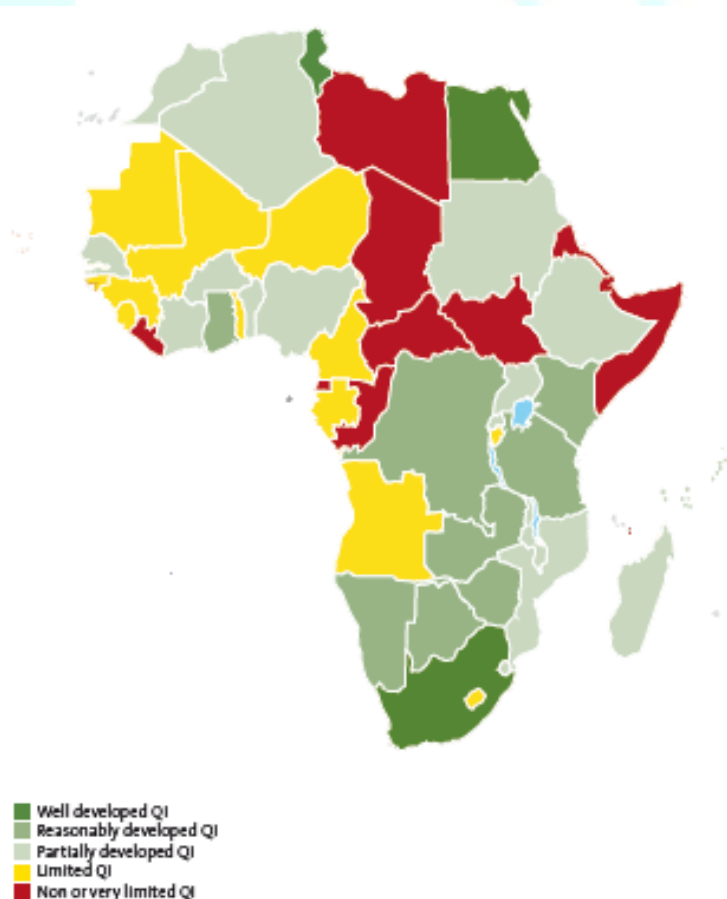 Well developed QI
Reasonably developed QI
Partially developed QI
Limited QI
Non or very limited QI